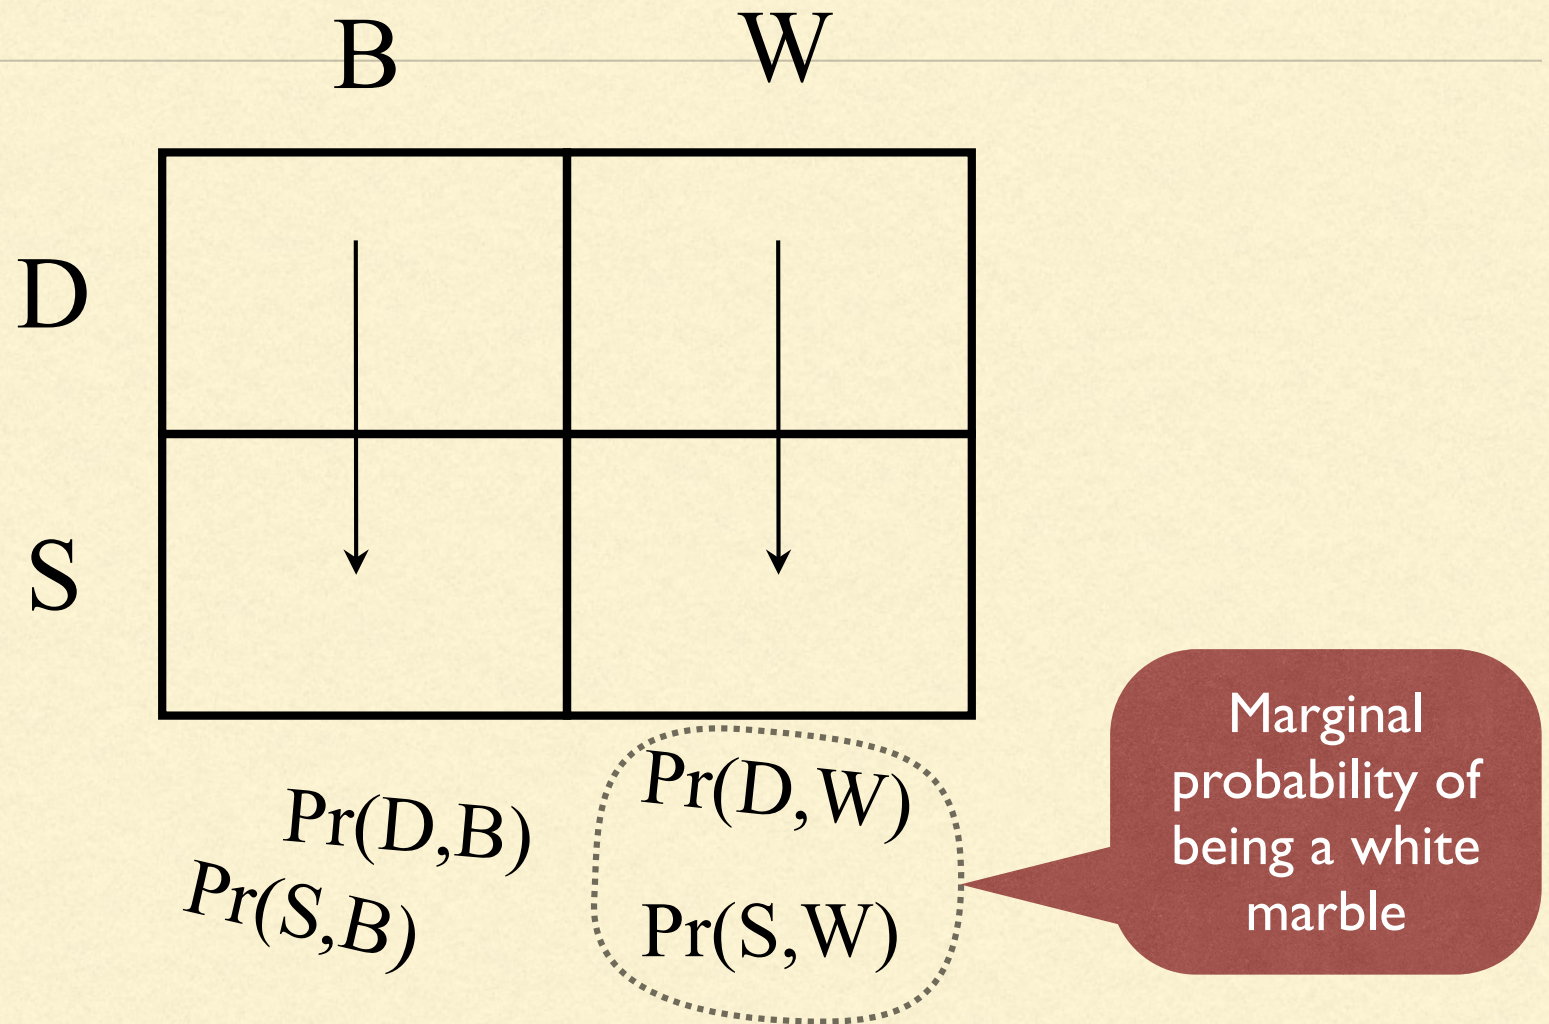 B
W
D
S
Pr(D,B)
Pr(S,B)
Pr(D,W)
Pr(S,W)
Marginal
probability of
being a white
marble